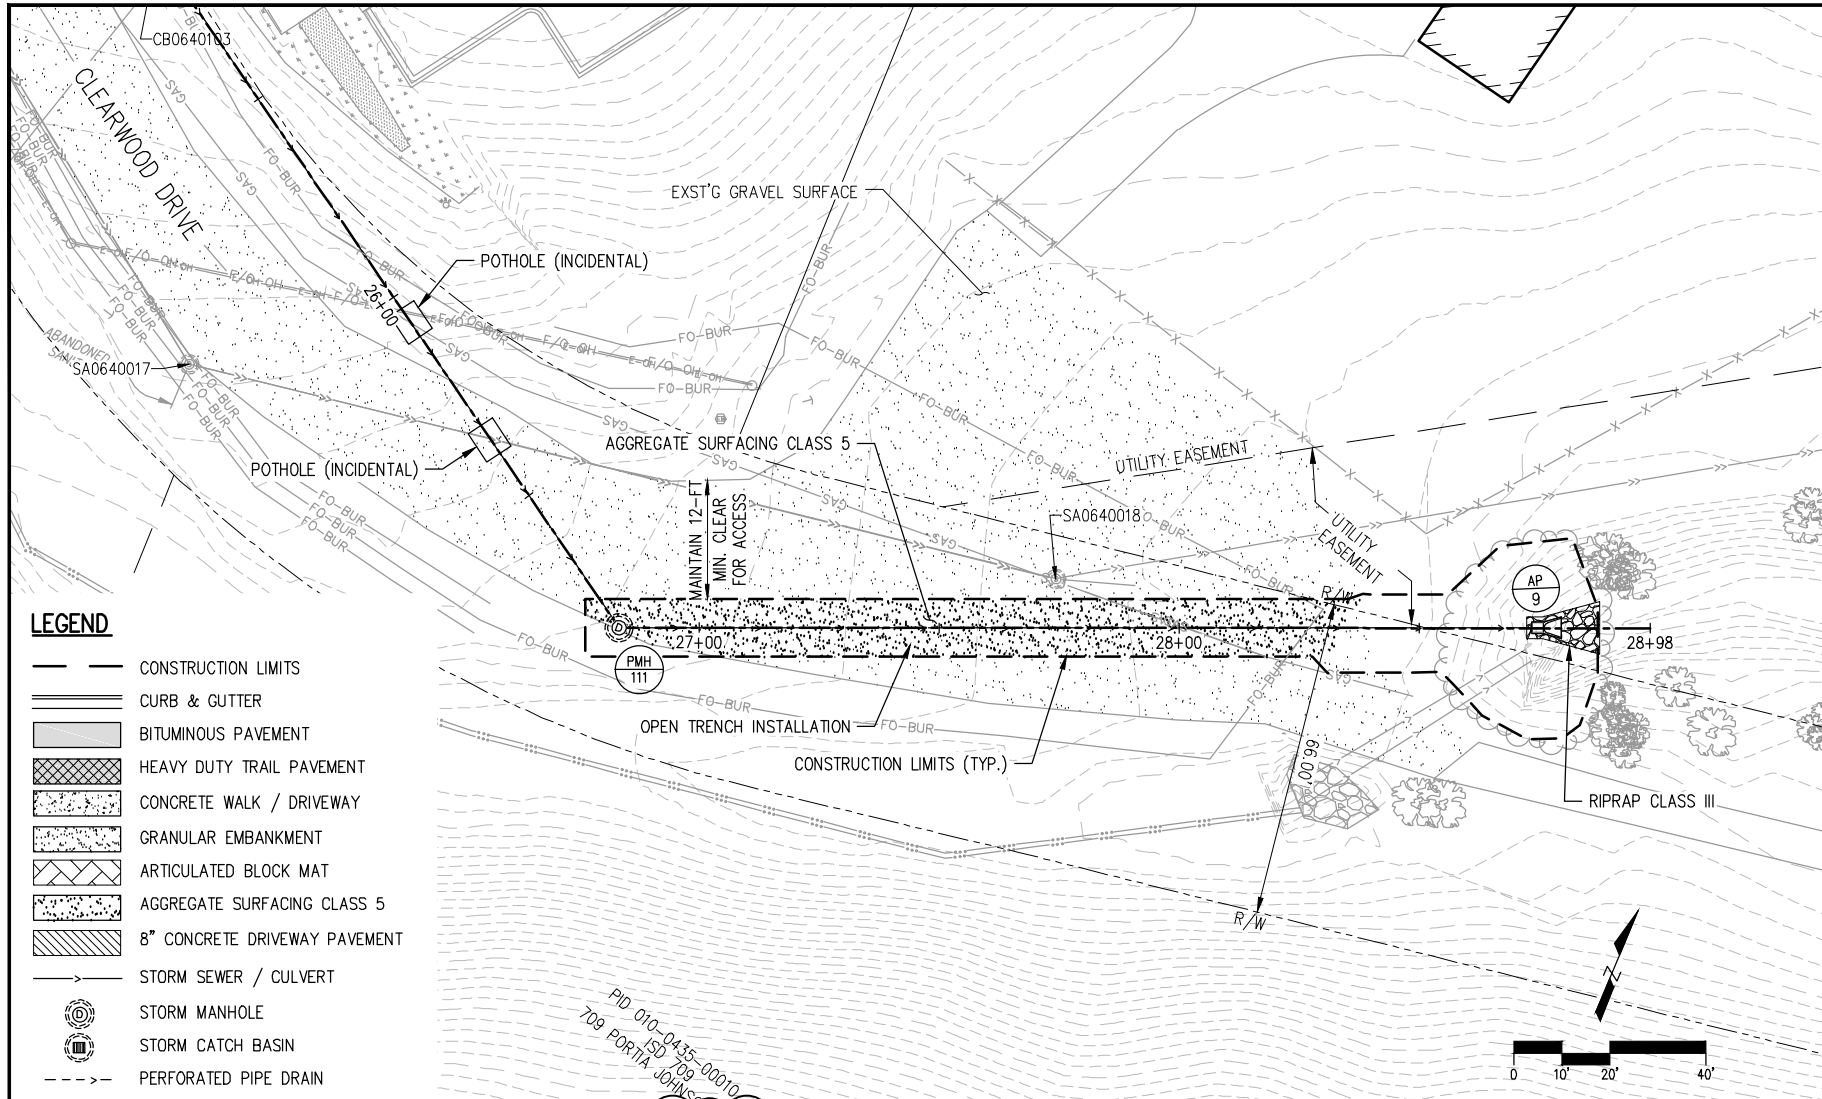 CB0640103
CLEARWOOD DRIVE
GAS
FO-BUR
EXST'G GRAVEL SURFACE
POTHOLE (INCIDENTAL)
26+00
ABANDONED
SA0640017
POTHOLE (INCIDENTAL)
AGGREGATE SURFACING CLASS 5
UTILITY EASEMENT
MAINTAIN 12-FT
MIN. CLEAR
FOR ACCESS
SA0640018
UTILITY
EASEMENT
R/W
AP
9
27+00
28+00
28+98
PMH
111
OPEN TRENCH INSTALLATION
CONSTRUCTION LIMITS (TYP.)
66.00'
RIPRAP CLASS III
R/W
LEGEND
CONSTRUCTION LIMITS
CURB & GUTTER
BITUMINOUS PAVEMENT
HEAVY DUTY TRAIL PAVEMENT
CONCRETE WALK / DRIVEWAY
GRANULAR EMBANKMENT
ARTICULATED BLOCK MAT
AGGREGATE SURFACING CLASS 5
8" CONCRETE DRIVEWAY PAVEMENT
STORM SEWER / CULVERT
STORM MANHOLE
STORM CATCH BASIN
PERFORATED PIPE DRAIN
PID 010-0435-00010
ISD 709
709 PORTIA
N
0 10' 20' 40'